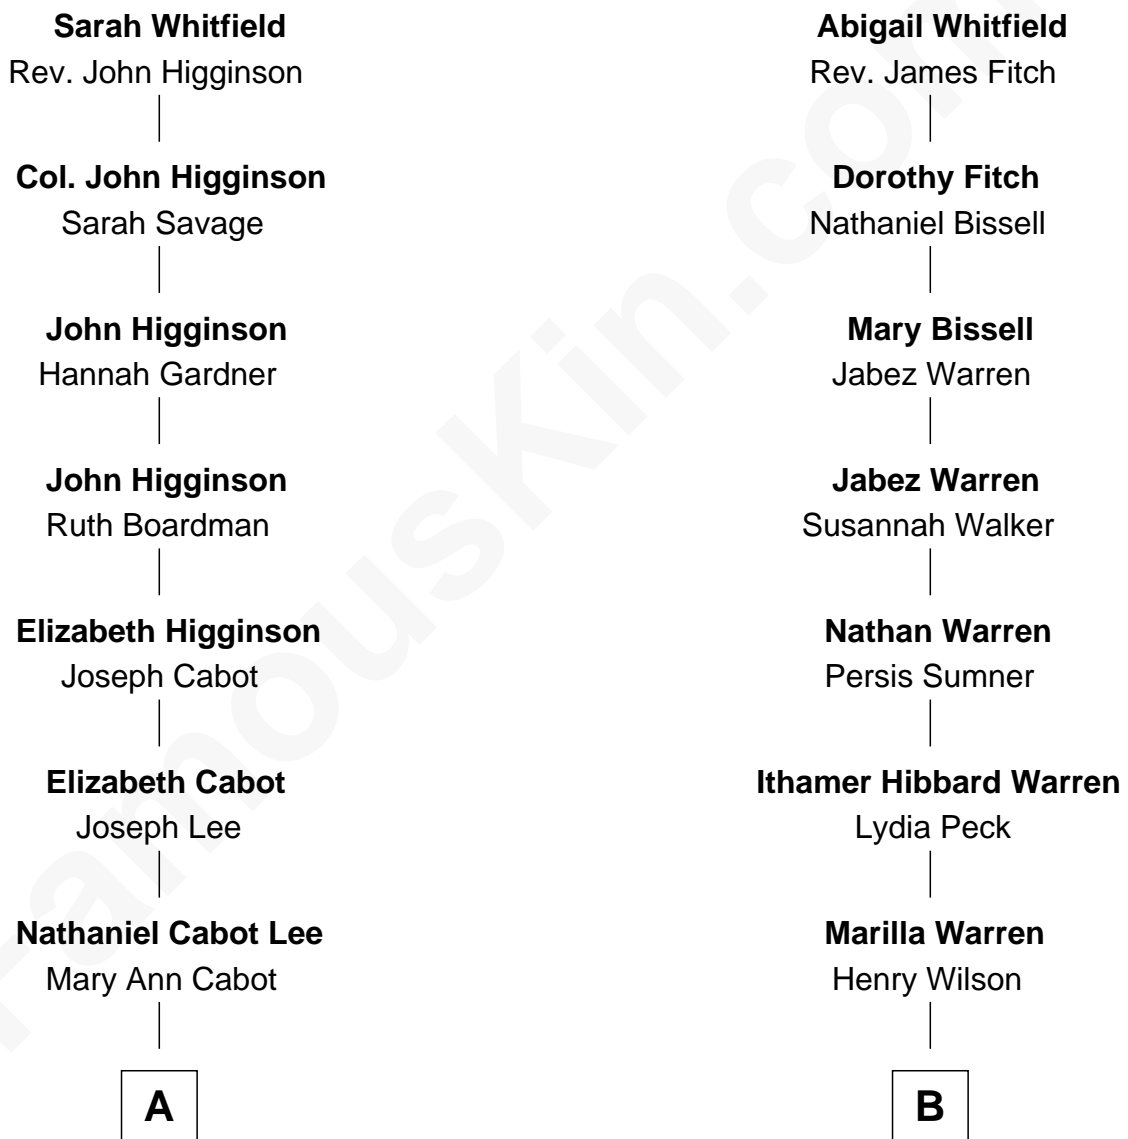 Sarah Whitfield
Rev. John Higginson
Col. John Higginson
Sarah Savage
John Higginson
Hannah Gardner
John Higginson
Ruth Boardman
Elizabeth Higginson
Joseph Cabot
Elizabeth Cabot
Joseph Lee
Nathaniel Cabot Lee
Mary Ann Cabot
A
Abigail Whitfield
Rev. James Fitch
Dorothy Fitch
Nathaniel Bissell
Mary Bissell
Jabez Warren
Jabez Warren
Susannah Walker
Nathan Warren
Persis Sumner
Ithamer Hibbard Warren
Lydia Peck
Marilla Warren
Henry Wilson
B
FamousKin.com